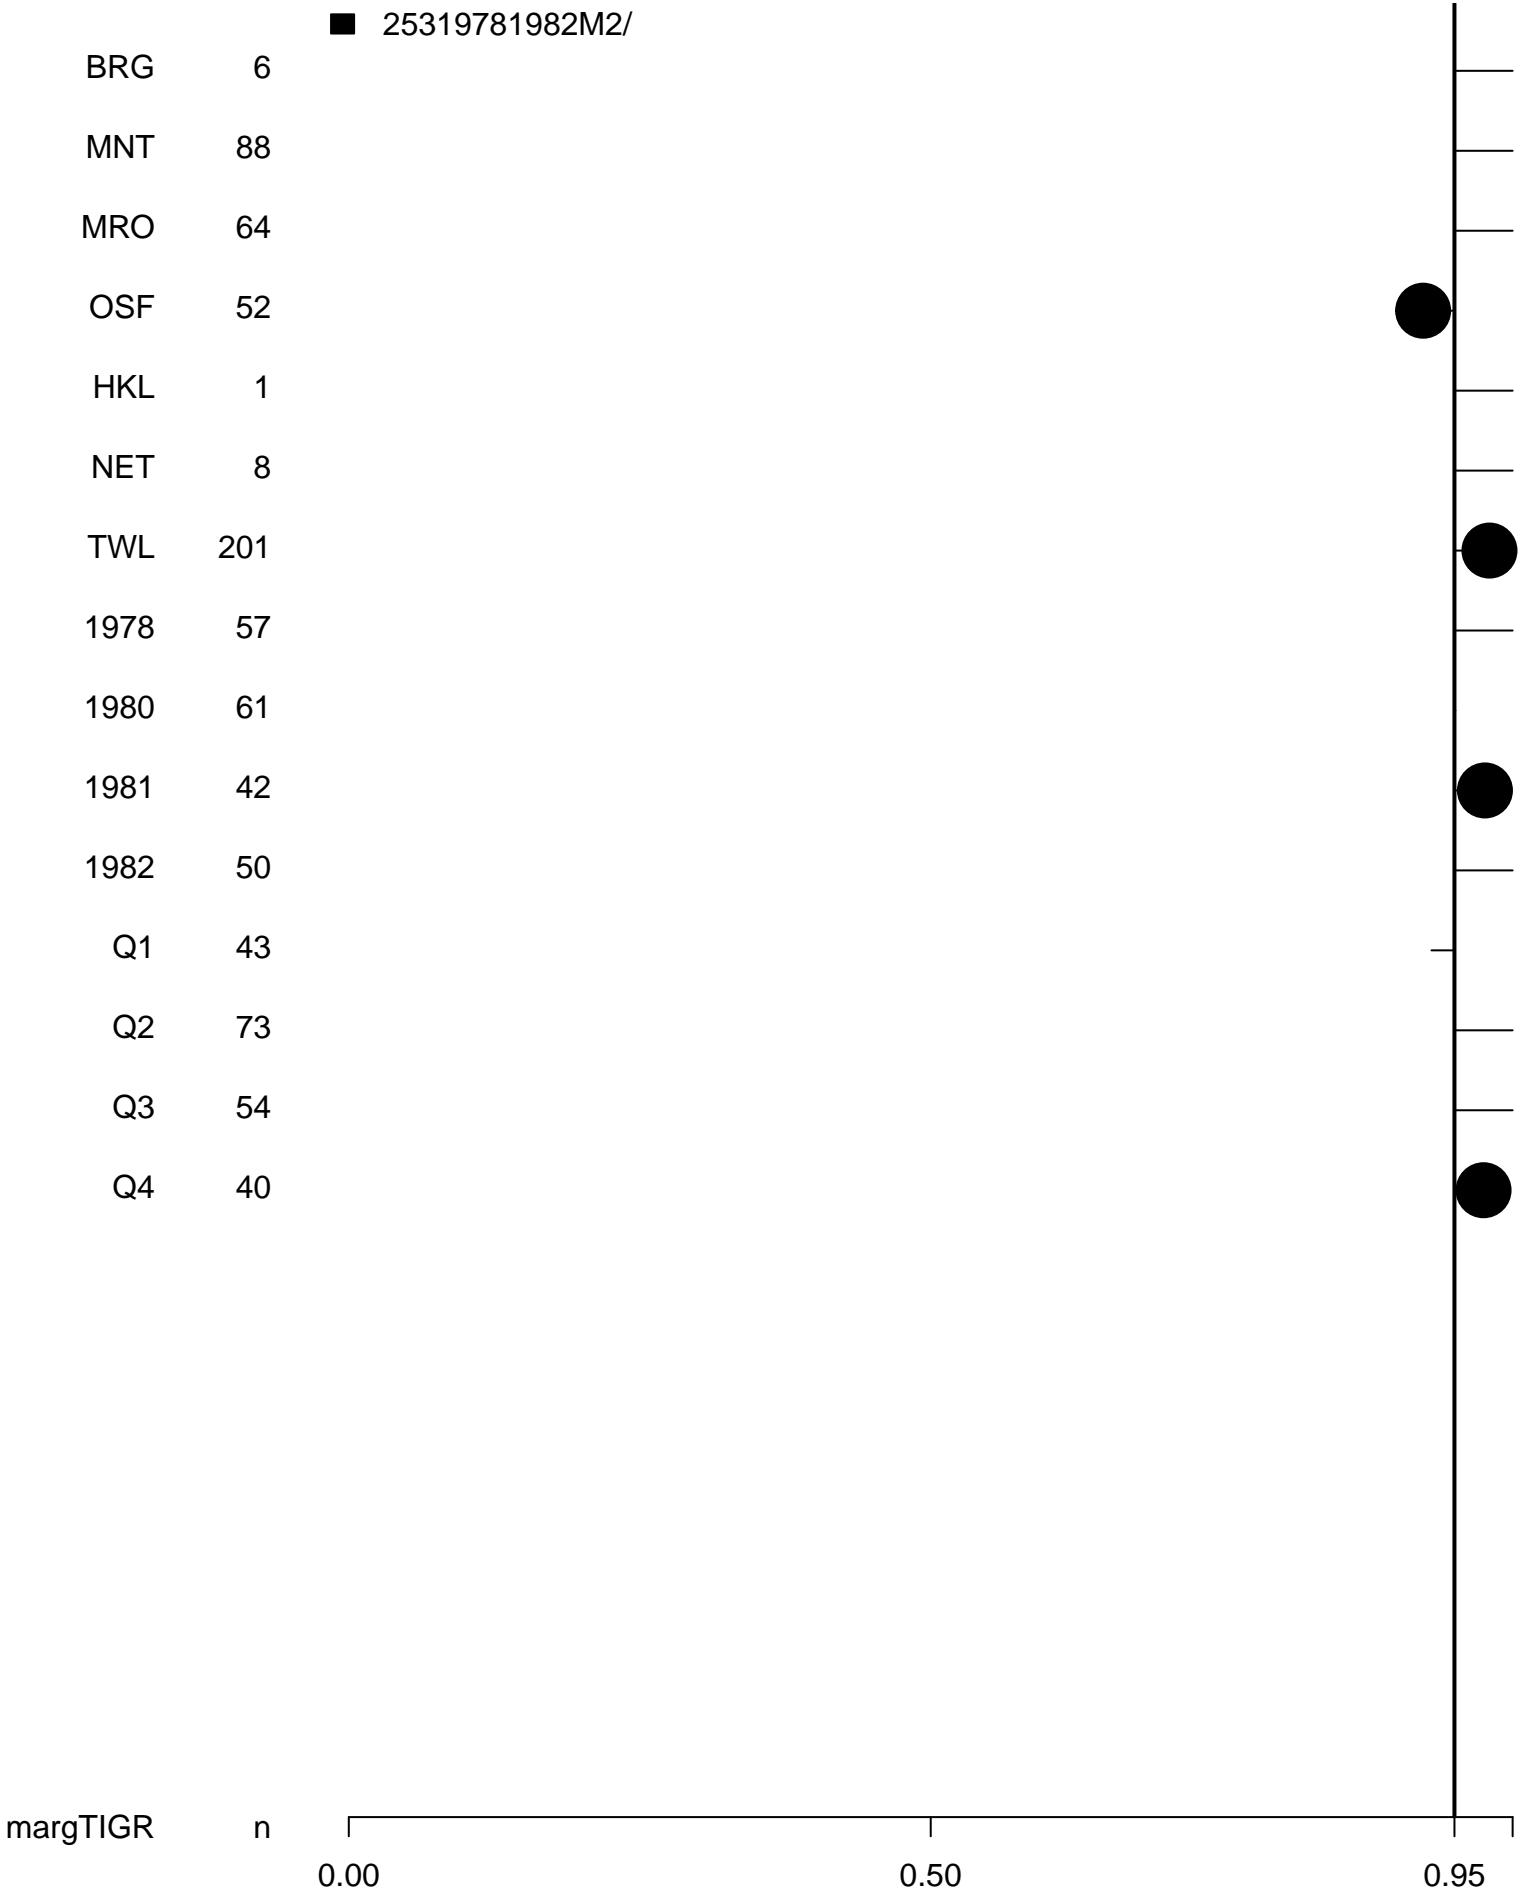 25319781982M2/
BRG 6
MNT 88
MRO 64
OSF 52
HKL 1
NET 8
TWL 201
1978 57
1980 61
1981 42
1982 50
Q1 43
Q2 73
Q3 54
Q4 40
margTIGR n
0.00 0.50 0.95